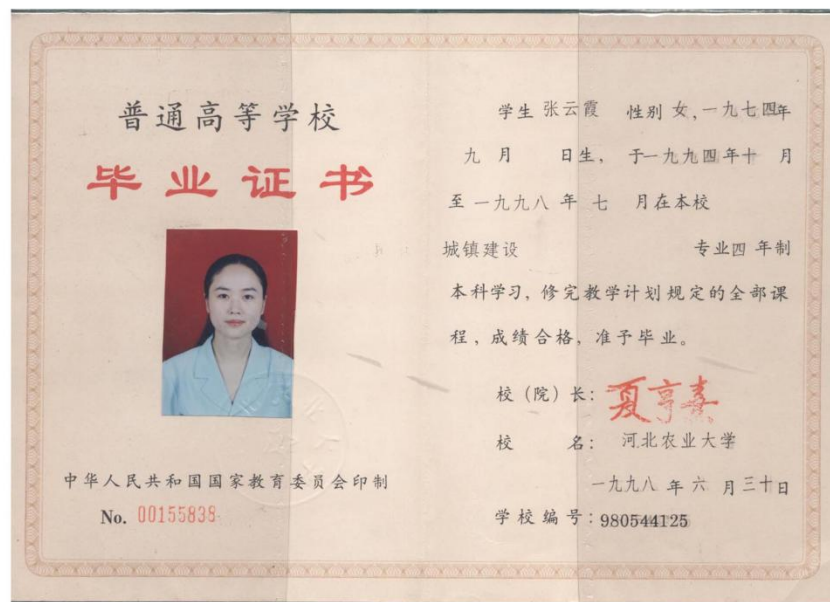 普通高等学校
毕业证书
中华人民共和国国家教育委员会印制
No. 00155838
学生 张云霞 性别 女，一九七四年
九月 日生，于一九九四年十 月
至一九九八年七 月在本校
城镇建设 专业四 年制
本科学习，修完教学计划规定的全部课
程，成绩合格，准予毕业。
校（院）长：夏亨熹
校 名：河北农业大学
一九九八年六月三十日
学校编号：980544125